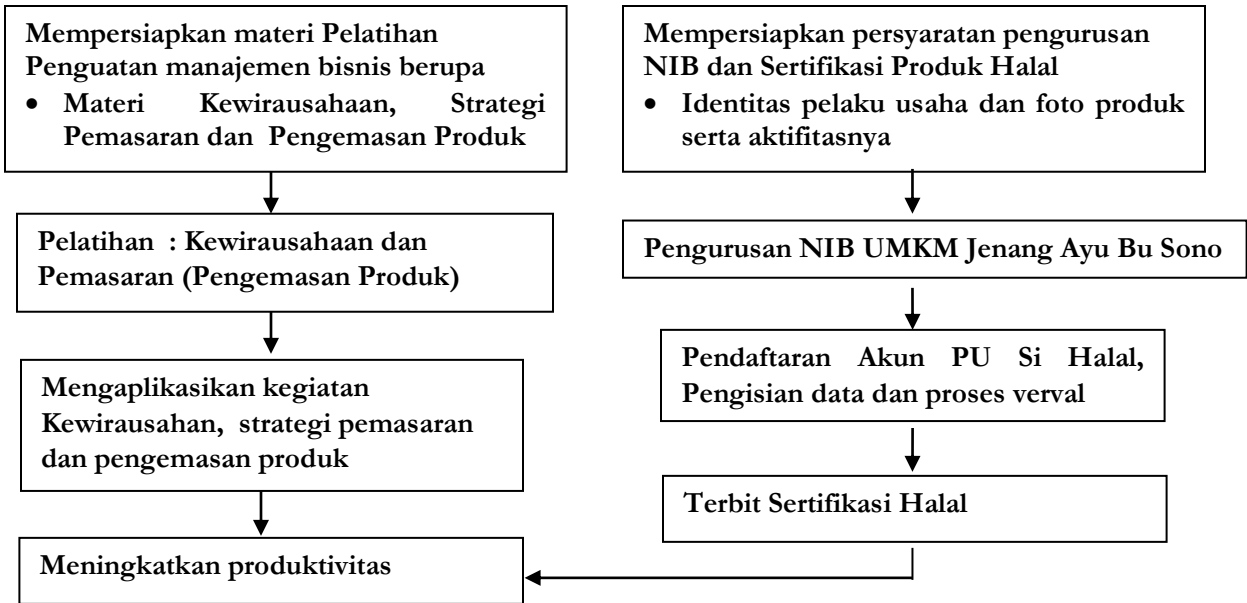 Mempersiapkan materi Pelatihan
Penguatan manajemen bisnis berupa
• Materi Kewirausahaan, Strategi
Pemasaran dan Pengemasan Produk
Pelatihan : Kewirausahaan dan
Pemasaran (Pengemasan Produk)
Mengaplikasikan kegiatan
Kewirausahan, strategi pemasaran
dan pengemasan produk
Meningkatkan produktivitas
Mempersiapkan persyaratan pengurusan
NIB dan Sertifikasi Produk Halal
• Identitas pelaku usaha dan foto produk
serta aktifitasnya
Pengurusan NIB UMKM Jenang Ayu Bu Sono
Pendaftaran Akun PU Si Halal,
Pengisian data dan proses verval
Terbit Sertifikasi Halal